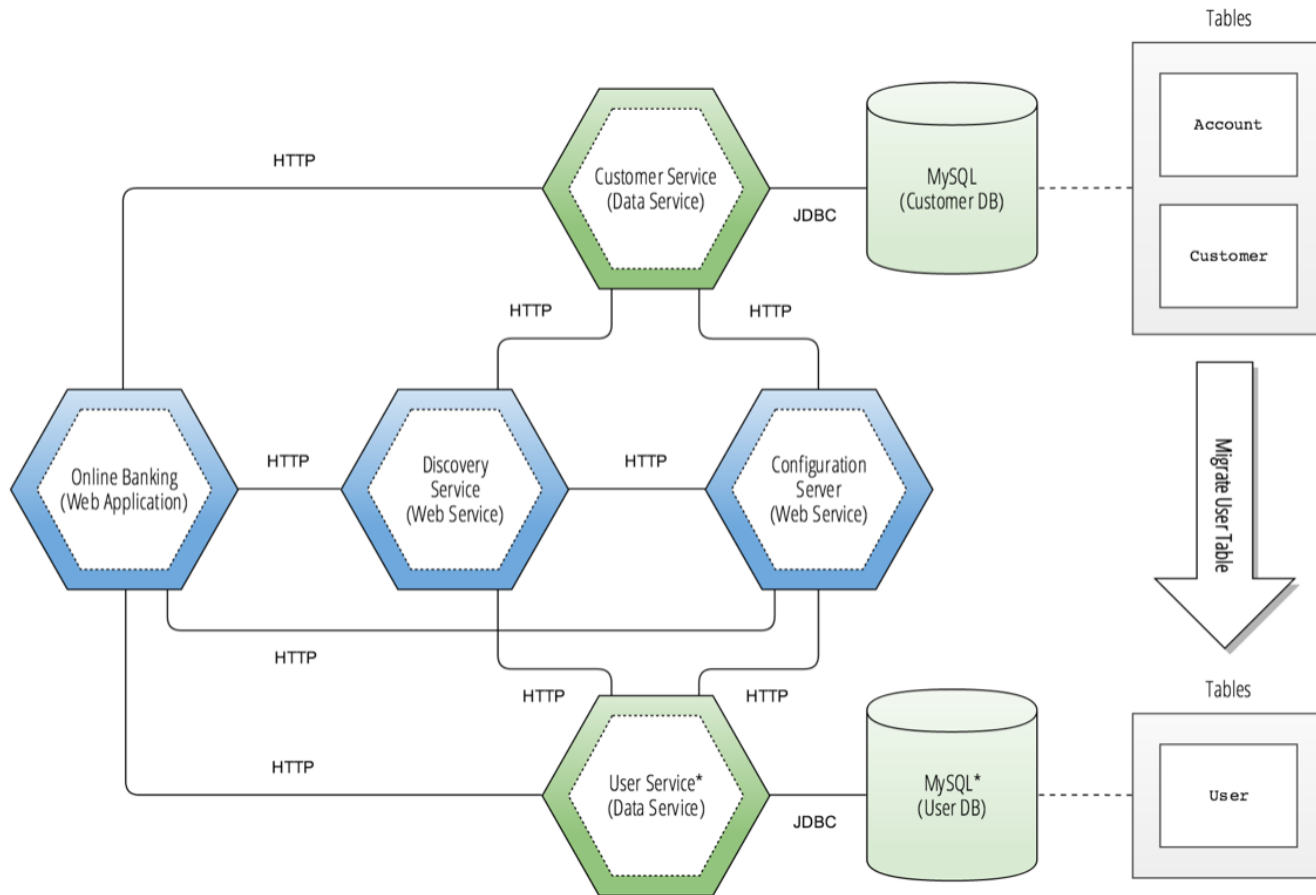 Tables
Account
Customer
HTTP
Customer Service
(Data Service)
JDBC
MySQL
(Customer DB)
HTTP
HTTP
Online Banking
(Web Application)
HTTP
Discovery
Service
(Web Service)
HTTP
Configuration
Server
(Web Service)
Migrate User Table
HTTP
HTTP
HTTP
HTTP
User Service*
(Data Service)
JDBC
MySQL*
(User DB)
Tables
User